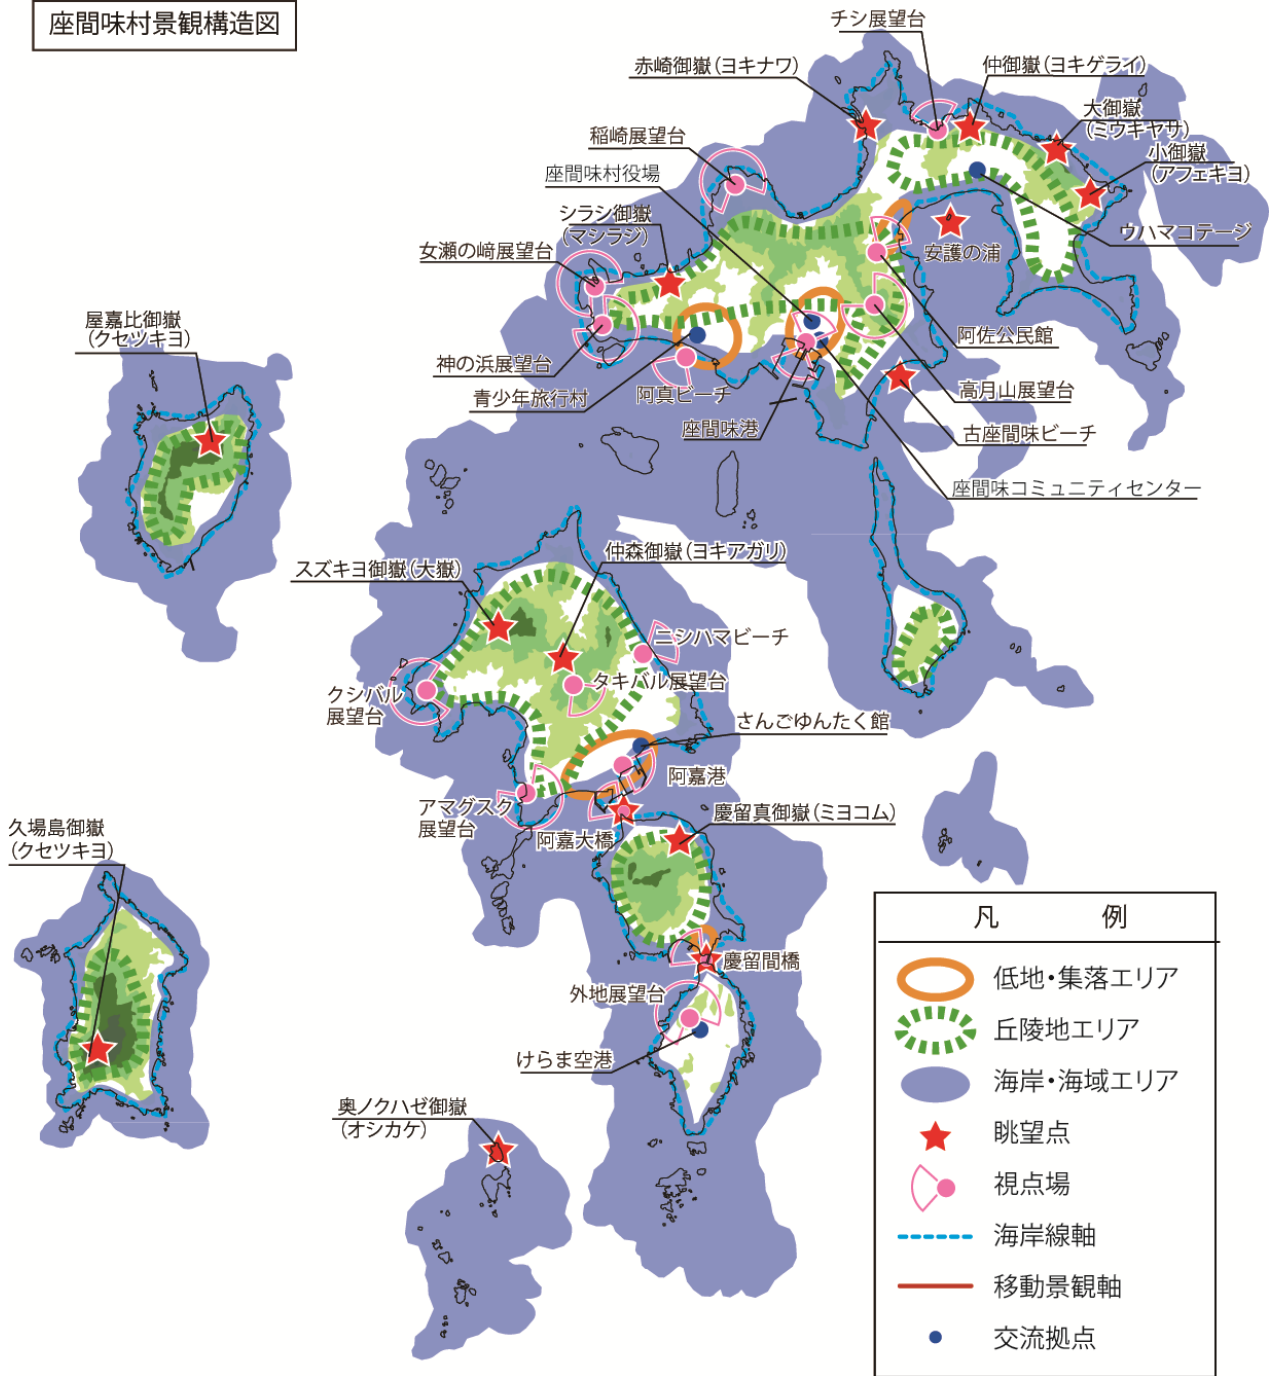 座間味村景観構造図
チシ展望台
赤崎御嶽(ヨキナワ)
仲御嶽(ヨキゲライ)
大御嶽
(ミウキヤサ)
稲崎展望台
小御嶽
(アフェキヨ)
座間味村役場
シラシ御嶽
(マシラジ)
ウハマコテージ
女瀬の崎展望台
安護の浦
屋嘉比御嶽
(クセツキヨ)
阿佐公民館
神の浜展望台
高月山展望台
青少年旅行村
阿真ビーチ
座間味港
古座間味ビーチ
座間味コミュニティセンター
仲森御嶽(ヨキアガリ)
スズキヨ御嶽(大嶽)
ニシハマビーチ
タキバル展望台
クシバル
展望台
さんごゆんたく館
阿嘉港
アマグスク
展望台
慶留真御嶽(ミヨコム)
阿嘉大橋
久場島御嶽
(クセツキヨ)
慶留間橋
外地展望台
けらま空港
奥ノクハゼ御嶽
(オシカケ)
凡 例
低地・集落エリア
丘陵地エリア
海岸・海域エリア
眺望点
視点場
海岸線軸
移動景観軸
交流拠点